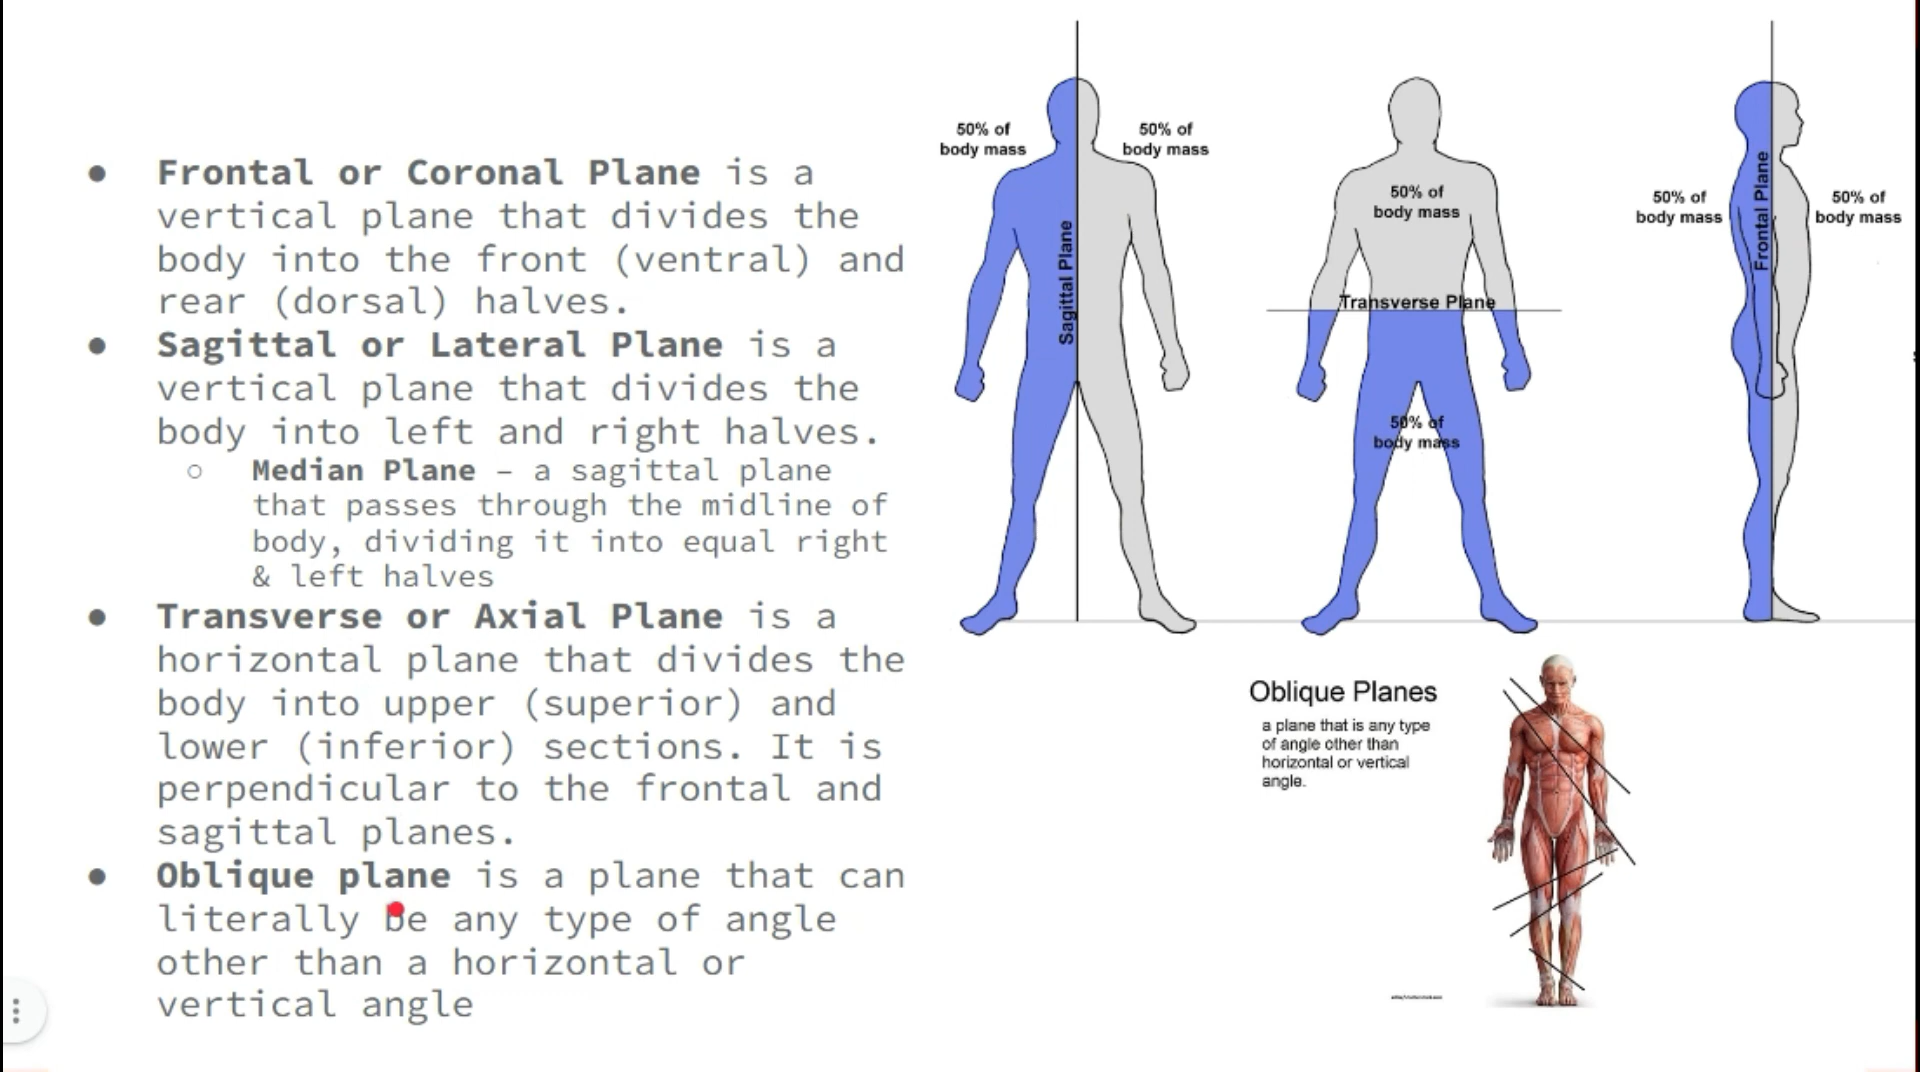 ● Frontal or Coronal Plane is a
vertical plane that divides the
body into the front (ventral) and
rear (dorsal) halves.
● Sagittal or Lateral Plane is a
vertical plane that divides the
body into left and right halves.
○ Median Plane – a sagittal plane
that passes through the midline of
body, dividing it into equal right
& left halves
● Transverse or Axial Plane is a
horizontal plane that divides the
body into upper (superior) and
lower (inferior) sections. It is
perpendicular to the frontal and
sagittal planes.
● Oblique plane is a plane that can
literally be any type of angle
other than a horizontal or
vertical angle
50% of
body mass
50% of
body mass
Sagittal Plane
50% of
body mass
Transverse Plane
50% of
body mass
50% of
body mass
Frontal Plane
50% of
body mass
Oblique Planes
a plane that is any type
of angle other than
horizontal or vertical
angle.